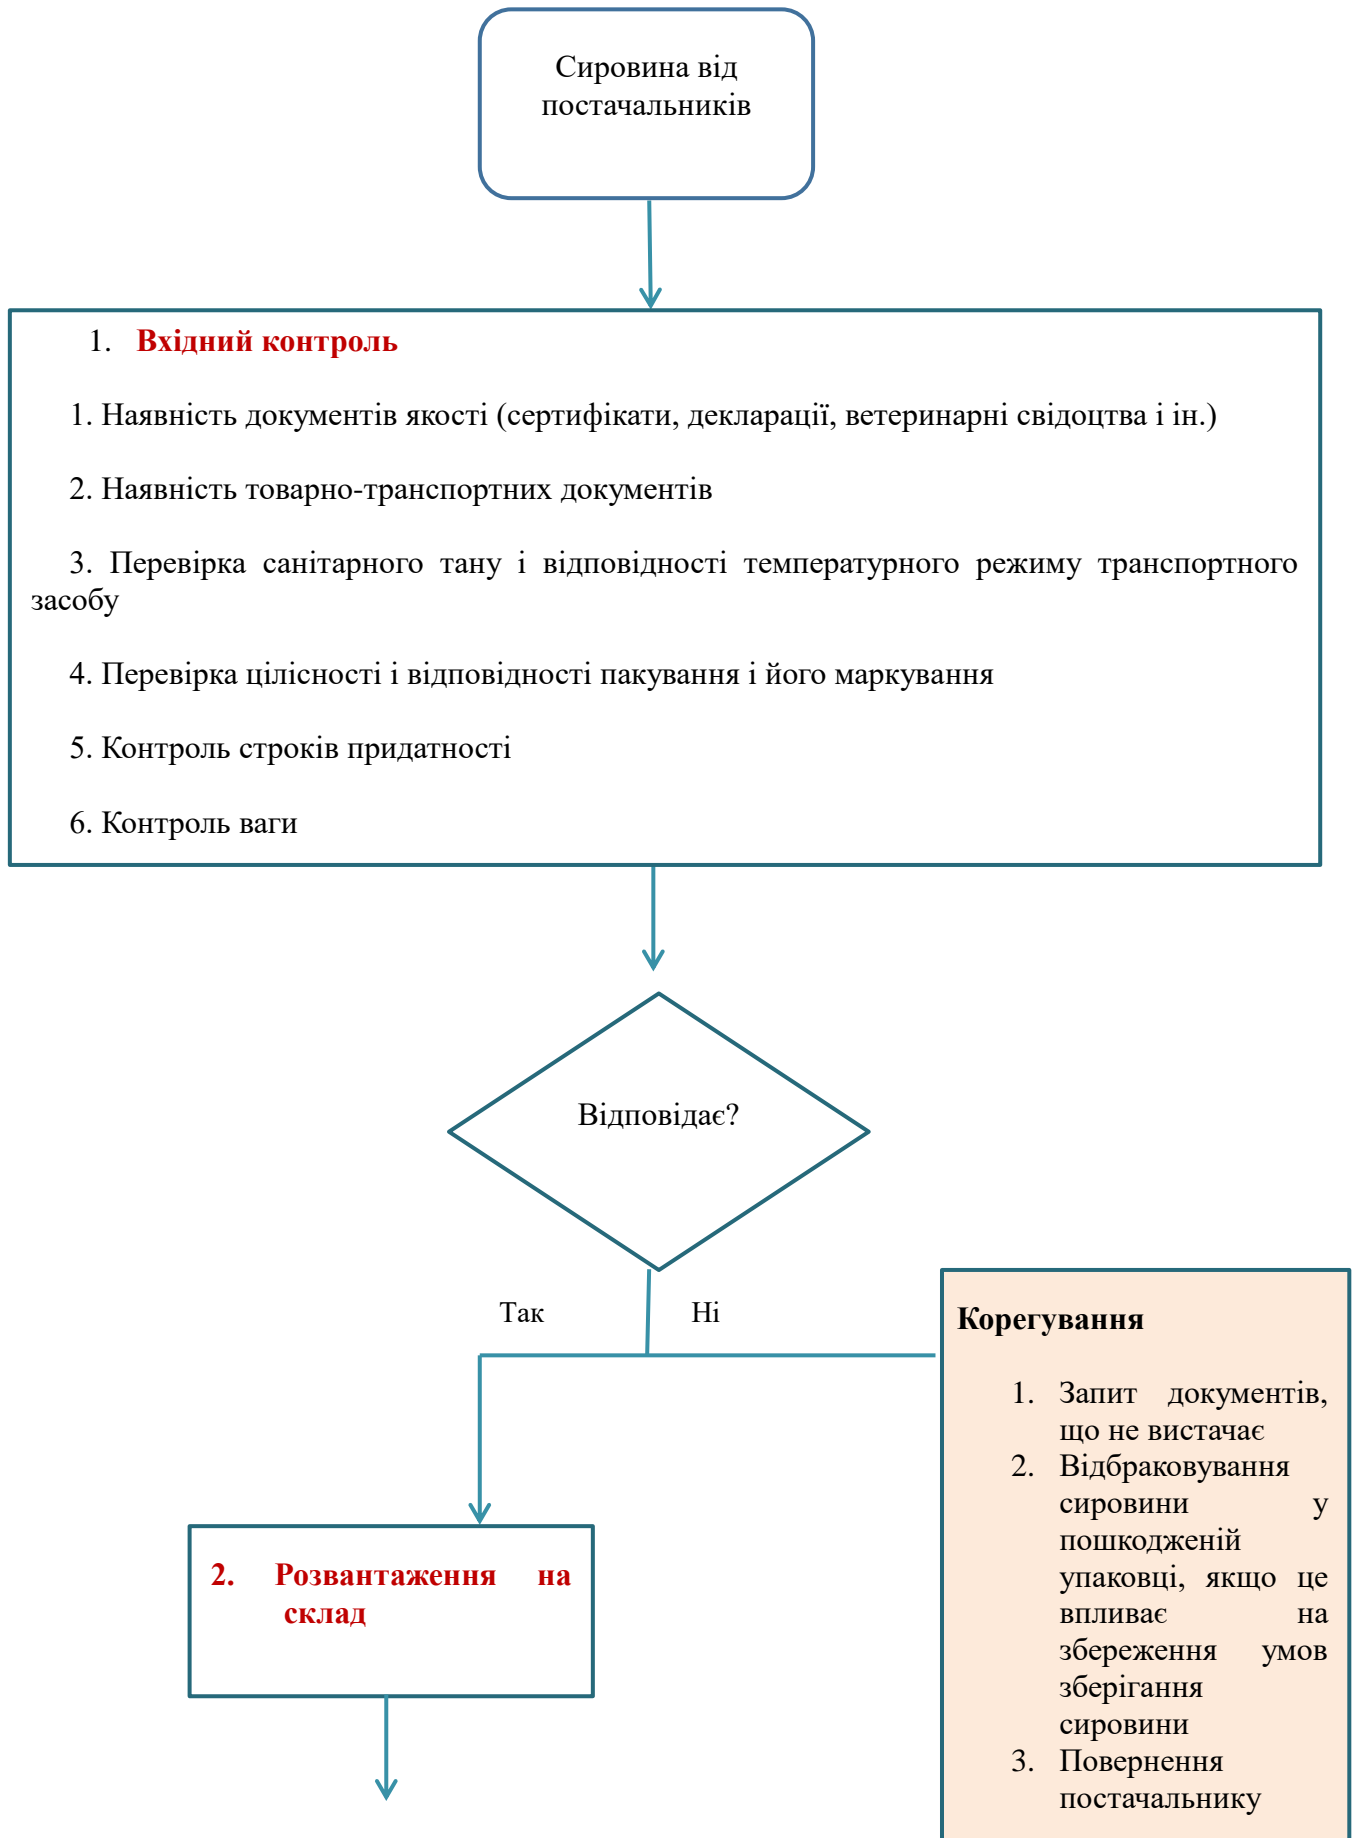 Сировина від
постачальників
1. Вхідний контроль
1. Наявність документів якості (сертифікати, декларації, ветеринарні свідоцтва і ін.)
2. Наявність товарно-транспортних документів
3. Перевірка санітарного тану і відповідності температурного режиму транспортного
засобу
4. Перевірка цілісності і відповідності пакування і його маркування
5. Контроль строків придатності
6. Контроль ваги
Відповідає?
Так
Ні
Корегування
1. Запит документів,
що не вистачає
2. Відбраковування
сировини у
пошкодженій
упаковці, якщо це
впливає на
збереження умов
зберігання
сировини
3. Повернення
постачальнику
2. Розвантаження на
склад